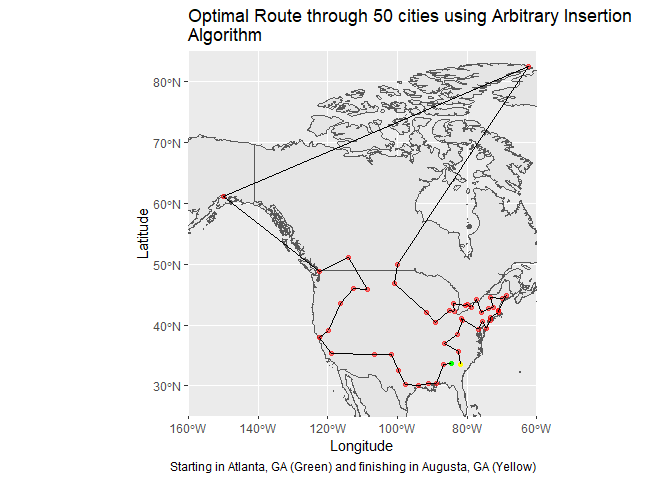 Optimal Route through 50 cities using Arbitrary Insertion
Algorithm
80°N
70°N
60°N
50°N
40°N
30°N
Latitude
160°W 140°W 120°W 100°W 80°W 60°W
Longitude
Starting in Atlanta, GA (Green) and finishing in Augusta, GA (Yellow)